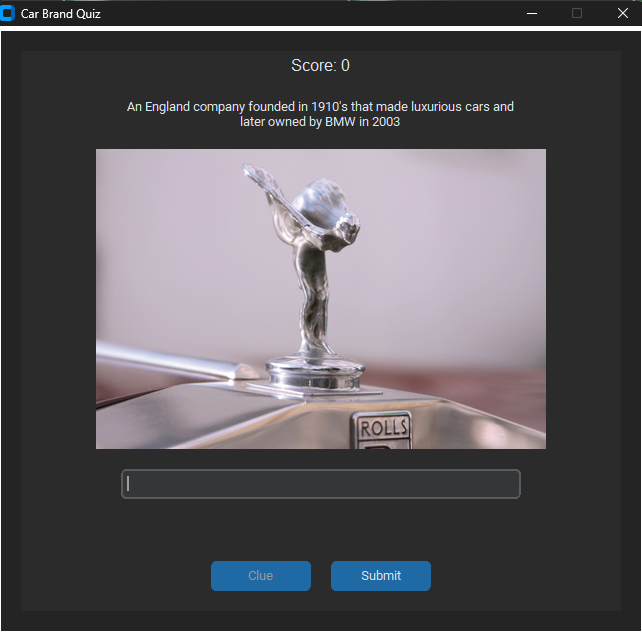 Car Brand Quiz
Score: 0
An England company founded in 1910's that made luxurious cars and
later owned by BMW in 2003
ROLLS
Clue
Submit